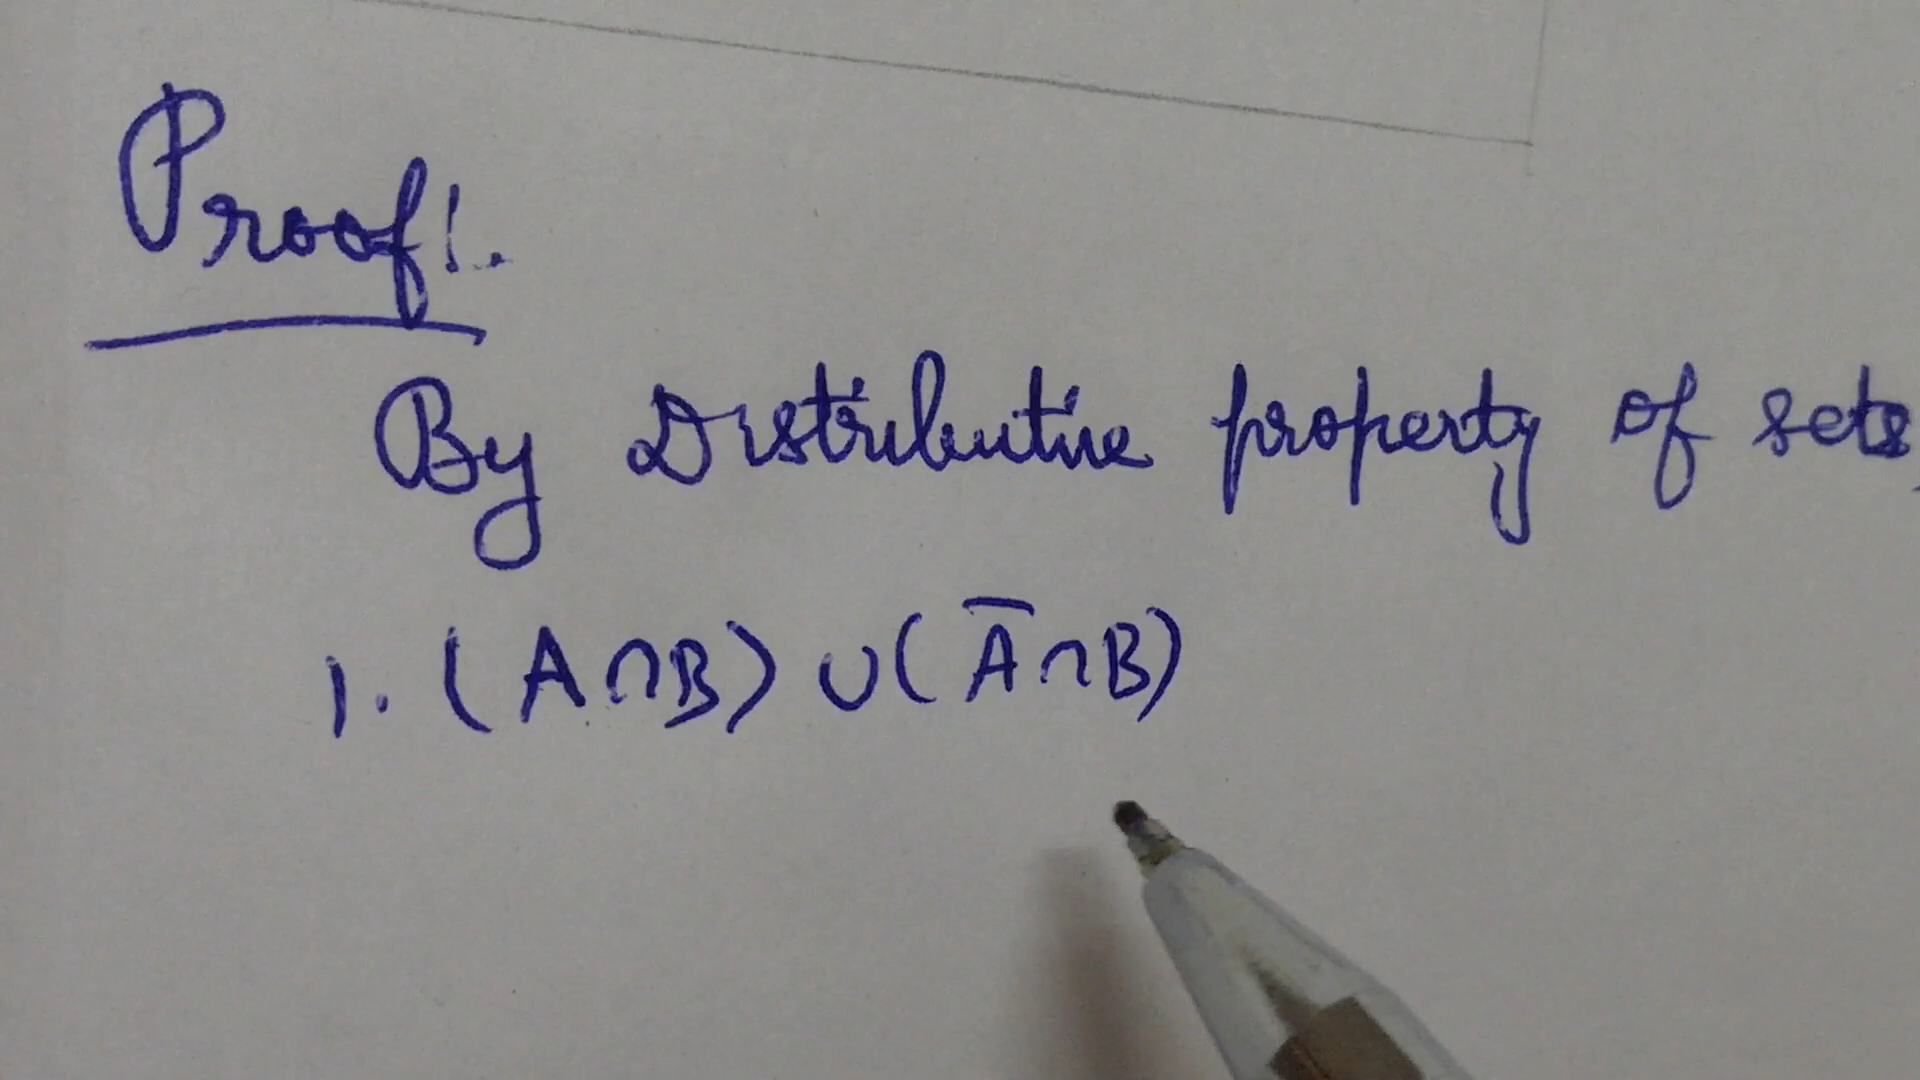 Proof:.
By Distributive property of sets,
1. (A∩B) ∪ (A̅∩B)